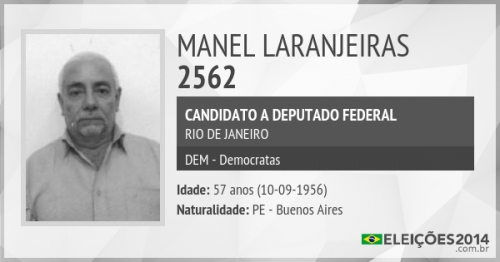 MANEL LARANJEIRAS
2562
CANDIDATO A DEPUTADO FEDERAL
RIO DE JANEIRO
DEM - Democratas
Idade: 57 anos (10-09-1956)
Naturalidade: PE - Buenos Aires
ELEIÇÕES2014
.com.br